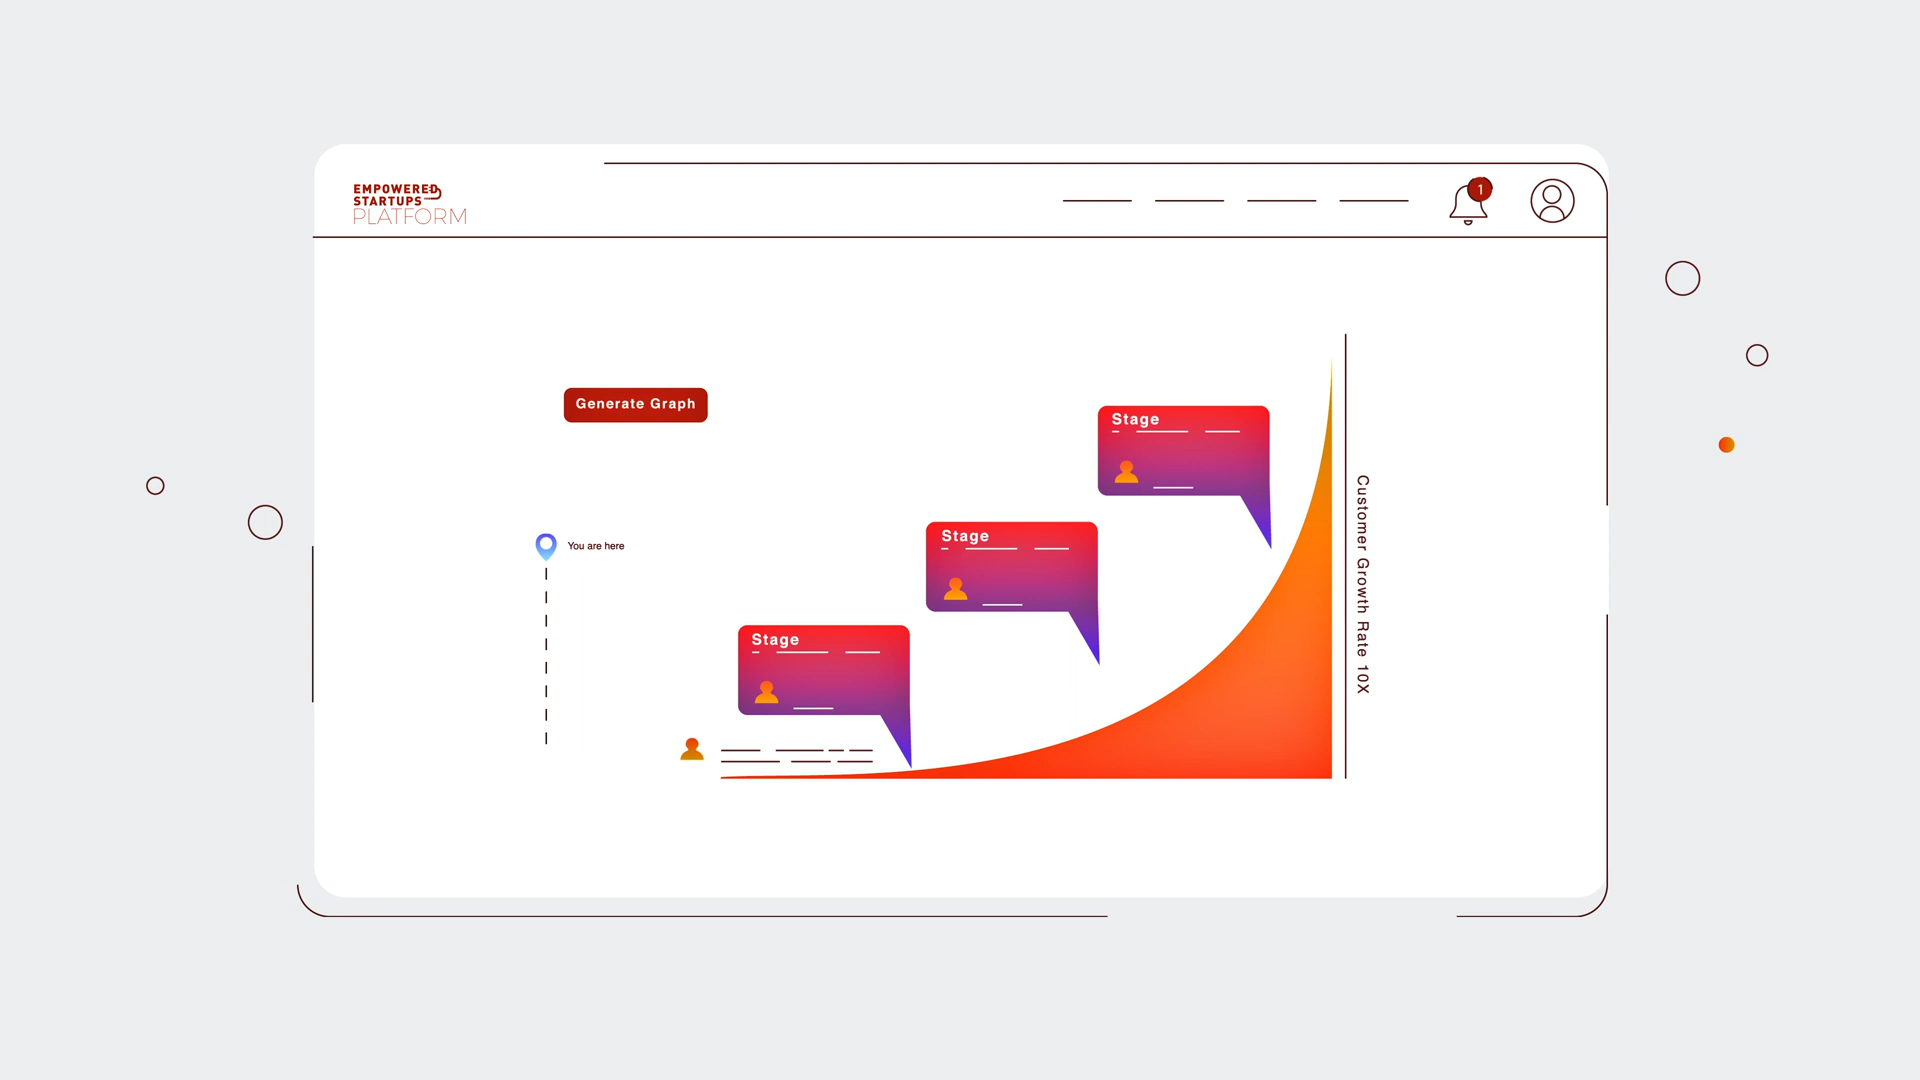 EMPOWERED
STARTUPS
PLATFORM
1
Generate Graph
Stage
Stage
You are here
Stage
Customer Growth Rate 10X